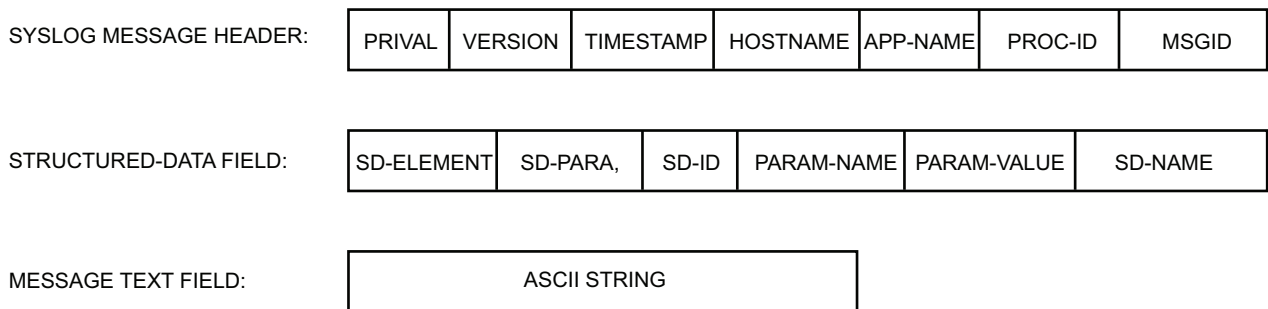 SYSLOG MESSAGE HEADER: PRIVAL VERSION TIMESTAMP HOSTNAME APP-NAME PROC-ID MSGID
STRUCTURED-DATA FIELD: SD-ELEMENT SD-PARA, SD-ID PARAM-NAME PARAM-VALUE SD-NAME
MESSAGE TEXT FIELD: ASCII STRING